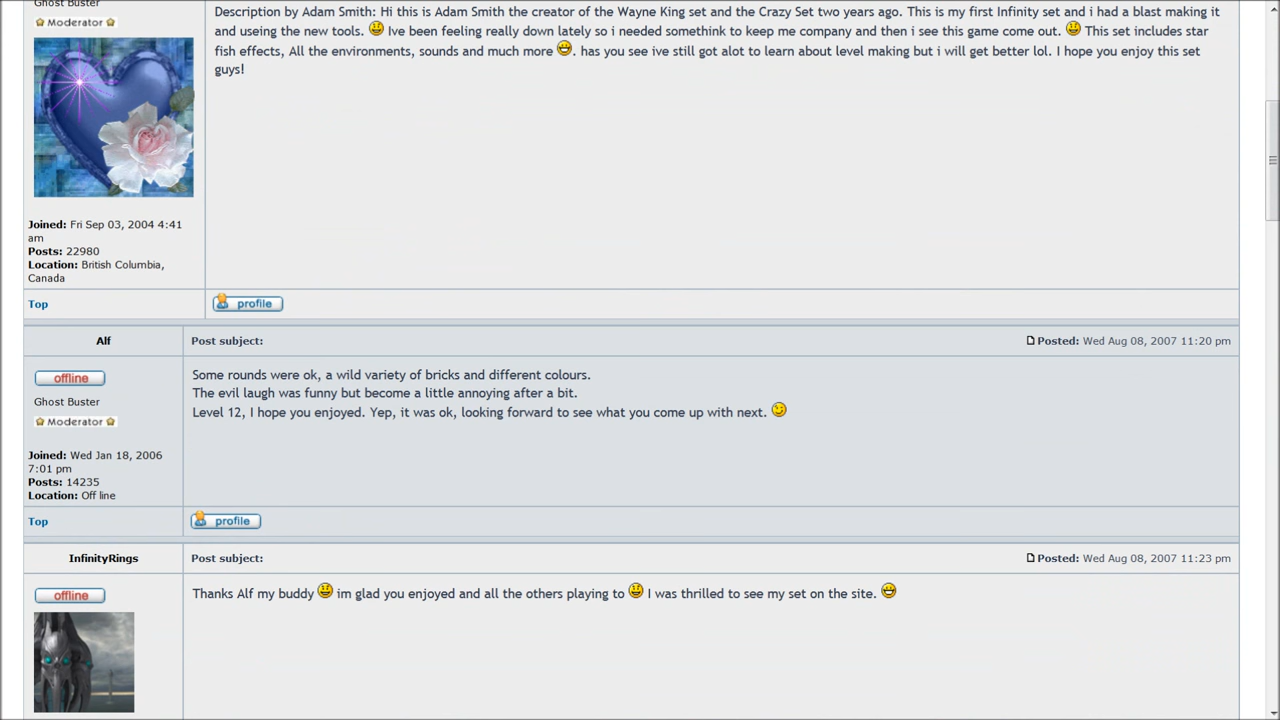 Ghost Buster
Moderator
Description by Adam Smith: Hi this is Adam Smith the creator of the Wayne King set and the Crazy Set two years ago. This is my first Infinity set and i had a blast making it
and useing the new tools. Ive been feeling really down lately so i needed somethink to keep me company and then i see this game come out. This set includes star
fish effects, All the environments, sounds and much more . has you see ive still got alot to learn about level making but i will get better lol. I hope you enjoy this set
guys!
Joined: Fri Sep 03, 2004 4:41
am
Posts: 22980
Location: British Columbia,
Canada
Top
profile
Alf
Post subject:
Posted: Wed Aug 08, 2007 11:20 pm
offline
Ghost Buster
Moderator
Joined: Wed Jan 18, 2006
7:01 pm
Posts: 14235
Location: Off line
Some rounds were ok, a wild variety of bricks and different colours.
The evil laugh was funny but become a little annoying after a bit.
Level 12, I hope you enjoyed. Yep, it was ok, looking forward to see what you come up with next.
Top
profile
InfinityRings
Post subject:
Posted: Wed Aug 08, 2007 11:23 pm
offline
Thanks Alf my buddy im glad you enjoyed and all the others playing to I was thrilled to see my set on the site.